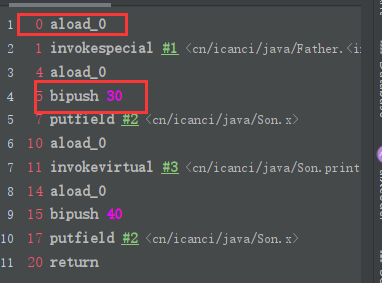 1 0 aload_0
2 1 invokespecial #1 <cn/icanci/java/Father.<in
3 4 aload_0
4 5 bipush 30
5 7 putfield #2 <cn/icanci/java/Son.x>
6 10 aload_0
7 11 invokevirtual #3 <cn/icanci/java/Son.print
8 14 aload_0
9 15 bipush 40
10 17 putfield #2 <cn/icanci/java/Son.x>
11 20 return